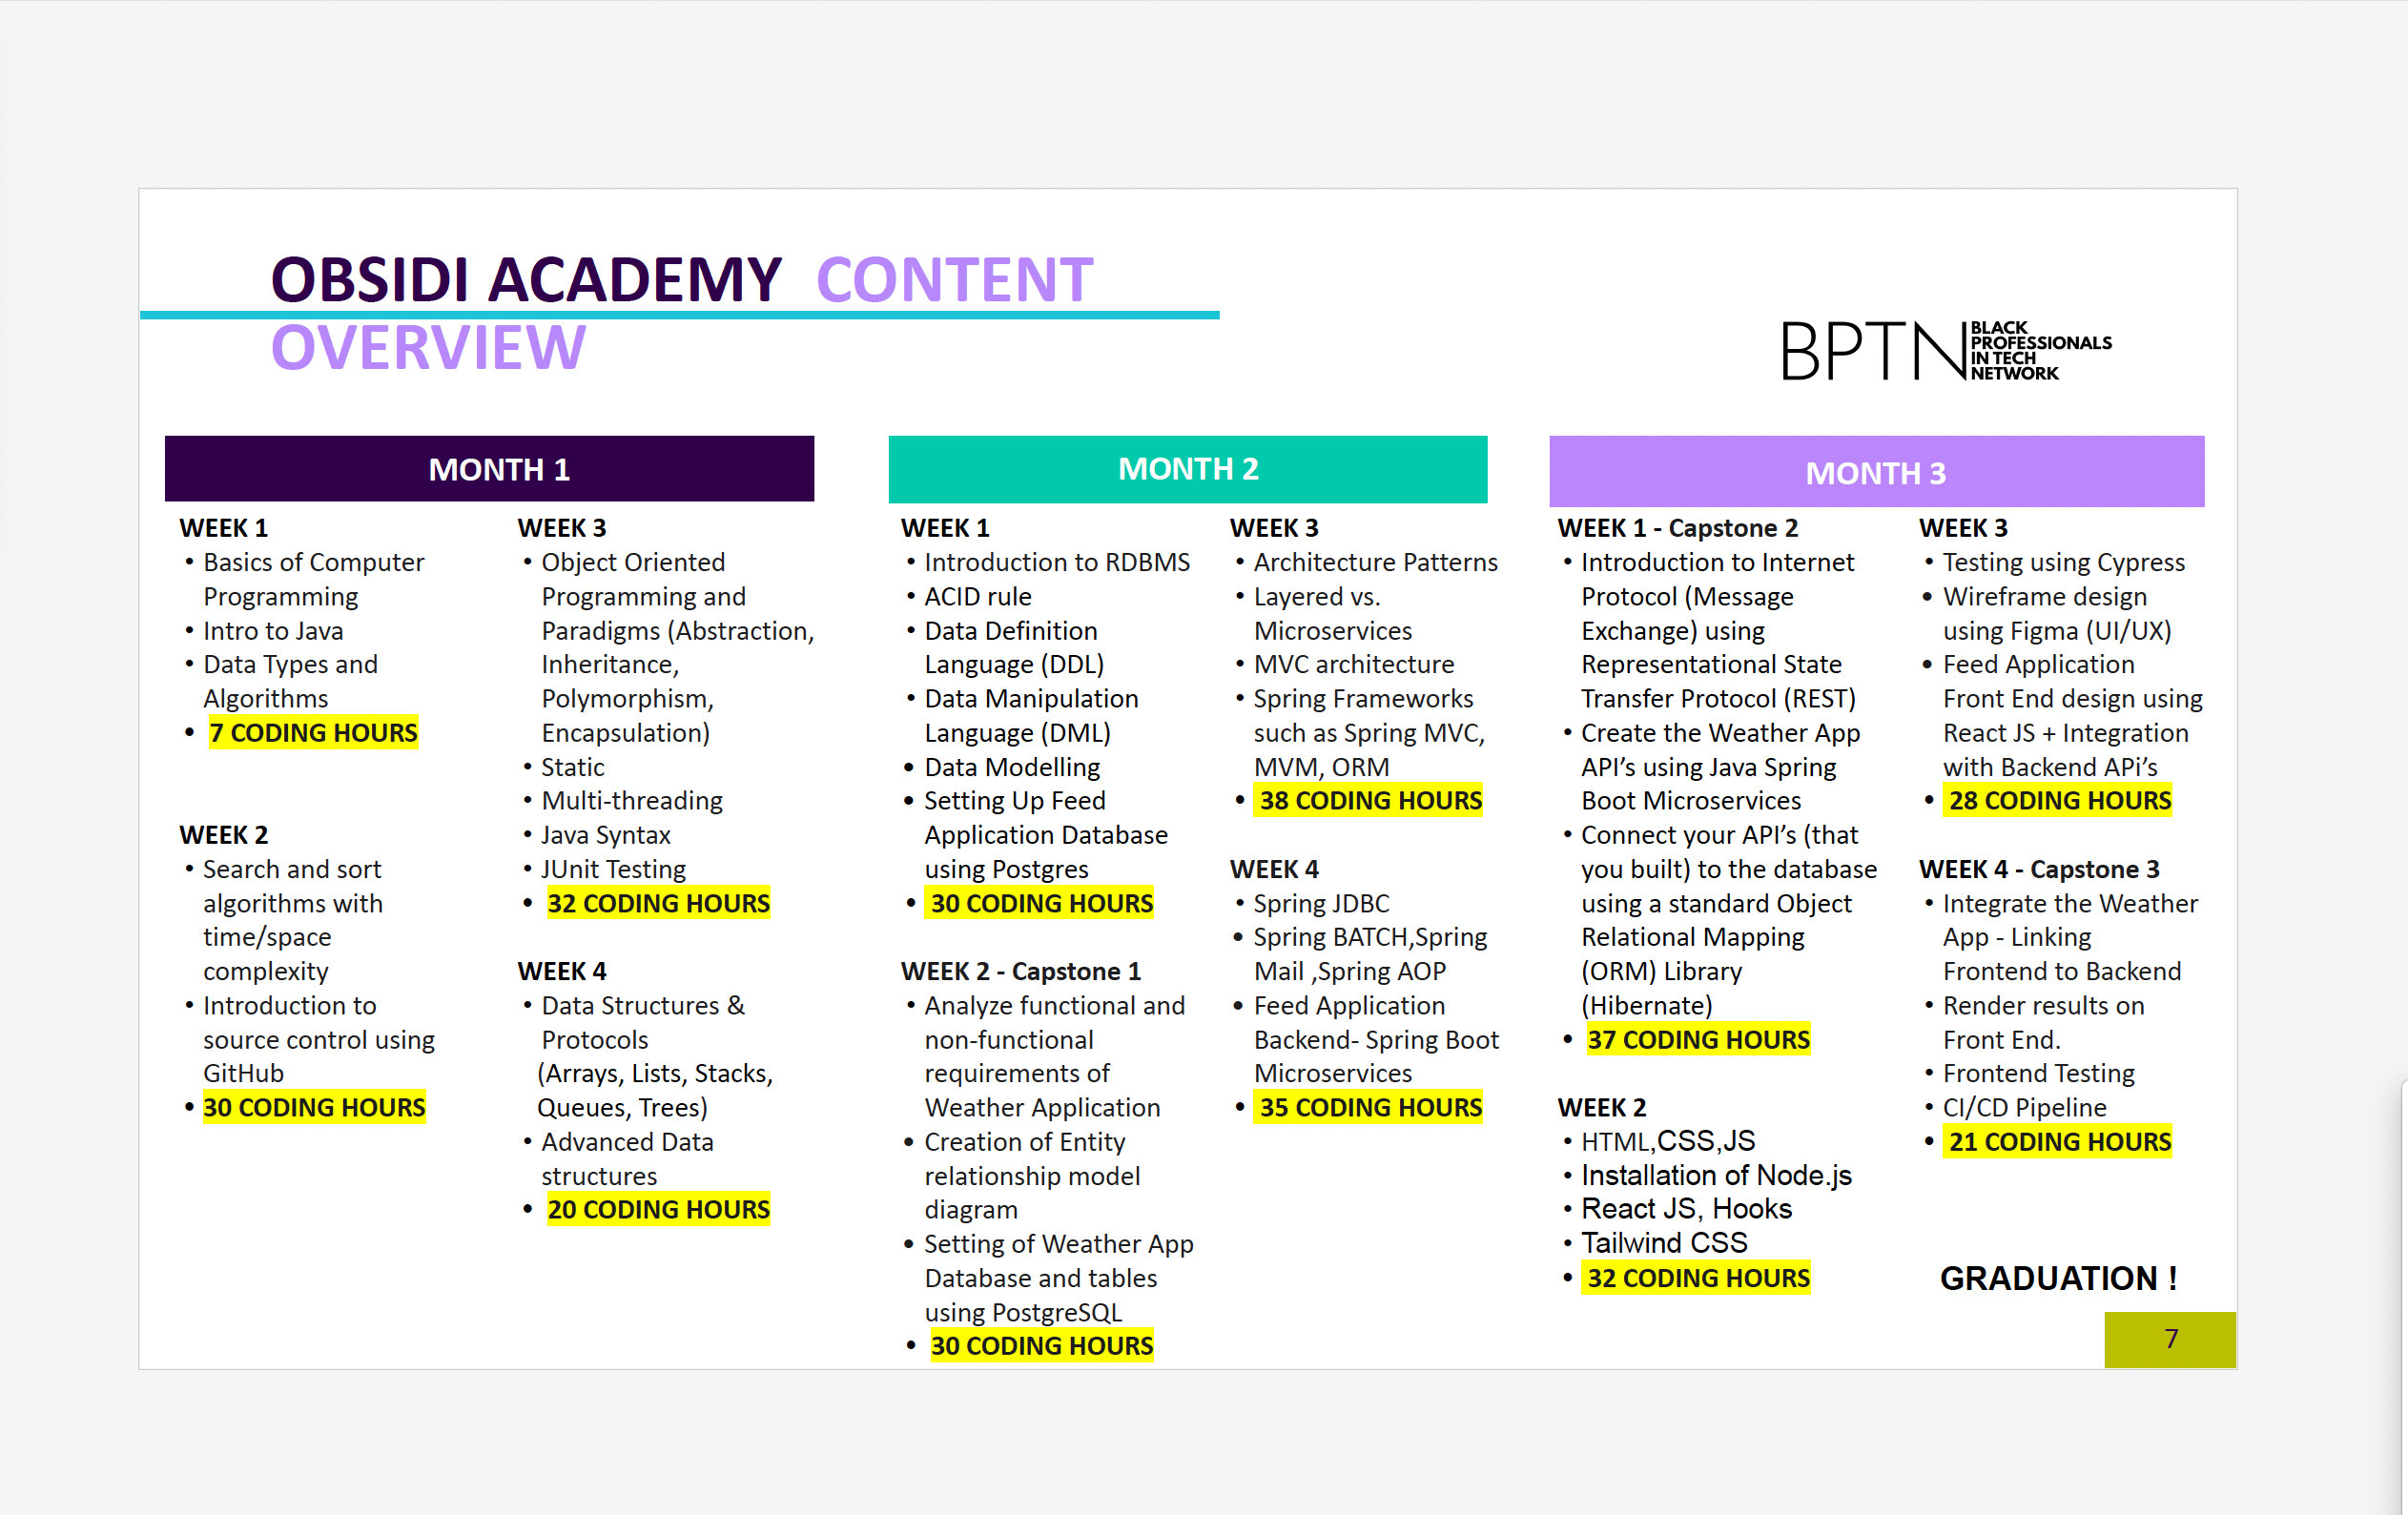 OBSIDI ACADEMY CONTENT
OVERVIEW
BPTN
BLACK
PROFESSIONALS
IN TECH
NETWORK
MONTH 1
WEEK 1
• Basics of Computer
Programming
• Intro to Java
• Data Types and
Algorithms
• 7 CODING HOURS
WEEK 2
• Search and sort
algorithms with
time/space
complexity
• Introduction to
source control using
GitHub
• 30 CODING HOURS
WEEK 3
• Object Oriented
Programming and
Paradigms (Abstraction,
Inheritance,
Polymorphism,
Encapsulation)
• Static
• Multi-threading
• Java Syntax
• JUnit Testing
• 32 CODING HOURS
WEEK 4
• Data Structures &
Protocols
(Arrays, Lists, Stacks,
Queues, Trees)
• Advanced Data
structures
• 20 CODING HOURS
MONTH 2
WEEK 1
• Introduction to RDBMS
• ACID rule
• Data Definition
Language (DDL)
• Data Manipulation
Language (DML)
• Data Modelling
• Setting Up Feed
Application Database
using Postgres
• 30 CODING HOURS
WEEK 2 - Capstone 1
• Analyze functional and
non-functional
requirements of
Weather Application
• Creation of Entity
relationship model
diagram
• Setting of Weather App
Database and tables
using PostgreSQL
• 30 CODING HOURS
WEEK 3
• Architecture Patterns
• Layered vs.
Microservices
• MVC architecture
• Spring Frameworks
such as Spring MVC,
MVM, ORM
• 38 CODING HOURS
WEEK 4
• Spring JDBC
• Spring BATCH,Spring
Mail ,Spring AOP
• Feed Application
Backend- Spring Boot
Microservices
• 35 CODING HOURS
MONTH 3
WEEK 1 - Capstone 2
• Introduction to Internet
Protocol (Message
Exchange) using
Representational State
Transfer Protocol (REST)
• Create the Weather App
API’s using Java Spring
Boot Microservices
• Connect your API’s (that
you built) to the database
using a standard Object
Relational Mapping
(ORM) Library
(Hibernate)
• 37 CODING HOURS
WEEK 2
• HTML,CSS,JS
• Installation of Node.js
• React JS, Hooks
• Tailwind CSS
• 32 CODING HOURS
WEEK 3
• Testing using Cypress
• Wireframe design
using Figma (UI/UX)
• Feed Application
Front End design using
React JS + Integration
with Backend APi’s
• 28 CODING HOURS
WEEK 4 - Capstone 3
• Integrate the Weather
App - Linking
Frontend to Backend
• Render results on
Front End.
• Frontend Testing
• CI/CD Pipeline
• 21 CODING HOURS
GRADUATION !
7